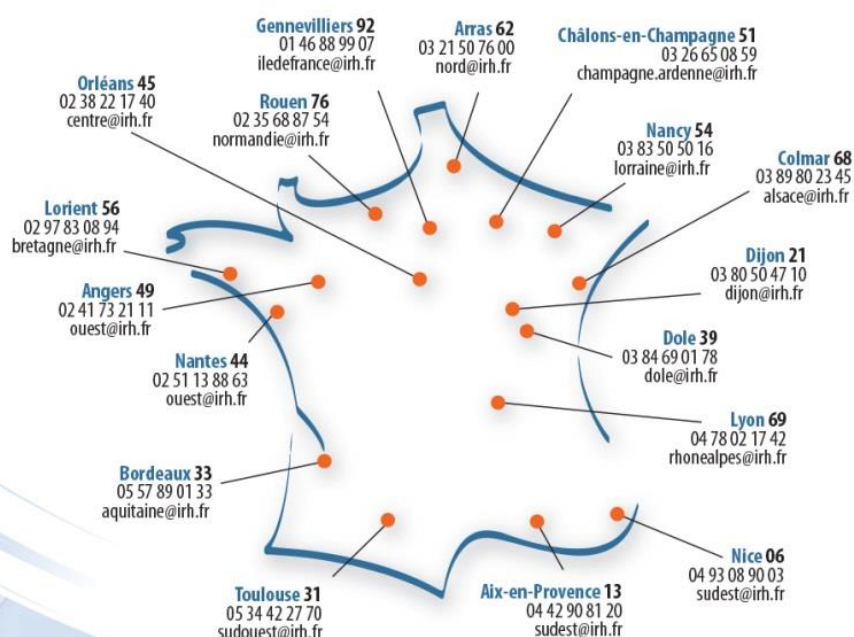 Gennevilliers 92
01 46 88 99 07
iledefrance@irh.fr
Arras 62
03 21 50 76 00
nord@irh.fr
Châlons-en-Champagne 51
03 26 65 08 59
champagne.ardenne@irh.fr
Orléans 45
02 38 22 17 40
centre@irh.fr
Rouen 76
02 35 68 87 54
normandie@irh.fr
Nancy 54
03 83 50 50 16
lorraine@irh.fr
Colmar 68
03 89 80 23 45
alsace@irh.fr
Lorient 56
02 97 83 08 94
bretagne@irh.fr
Dijon 21
03 80 50 47 10
dijon@irh.fr
Angers 49
02 41 73 21 11
ouest@irh.fr
Dole 39
03 84 69 01 78
dole@irh.fr
Nantes 44
02 51 13 88 63
ouest@irh.fr
Lyon 69
04 78 02 17 42
rhonealpes@irh.fr
Bordeaux 33
05 57 89 01 33
aquitaine@irh.fr
Nice 06
04 93 08 90 03
sudest@irh.fr
Toulouse 31
05 34 42 27 70
sudouest@irh.fr
Aix-en-Provence 13
04 42 90 81 20
sudest@irh.fr